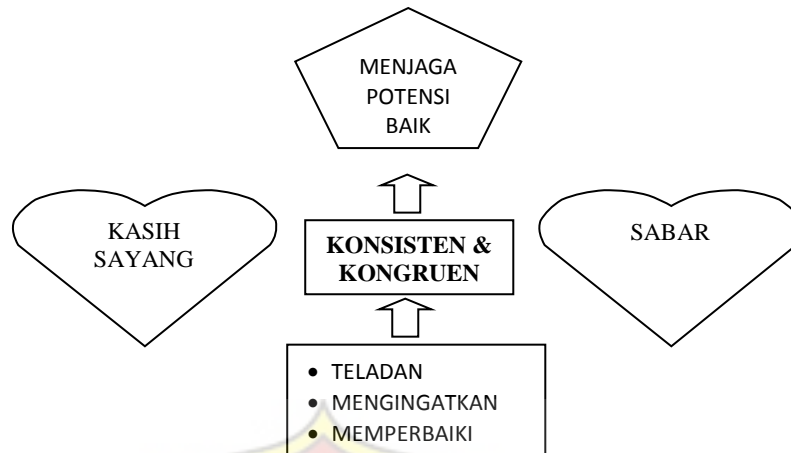 MENJAGA
POTENSI
BAIK
KASIH
SAYANG
KONSISTEN &
KONGRUEN
SABAR
• TELADAN
• MENGINGATKAN
• MEMPERBAIKI